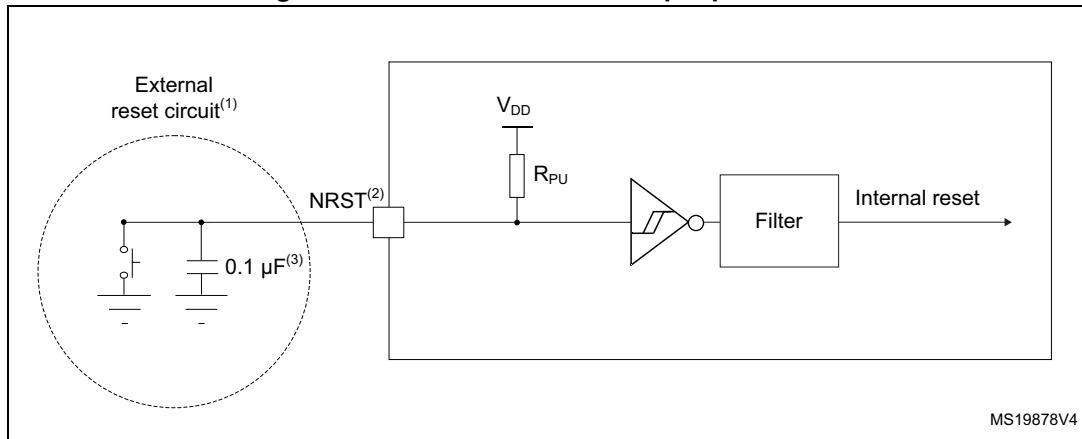 External
reset circuit(1)
VDD
RPU
NRST(2)
Filter
Internal reset
0.1 µF(3)
MS19878V4